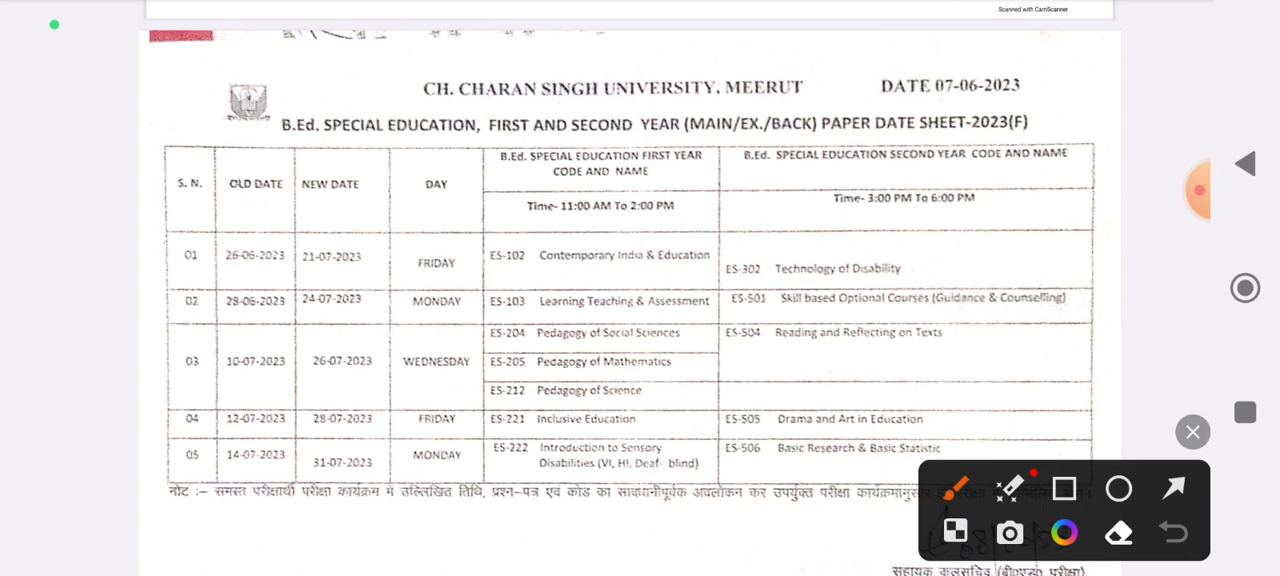 Scanned with CamScanner
CH. CHARAN SINGH UNIVERSITY, MEERUT DATE 07-06-2023
B.Ed. SPECIAL EDUCATION, FIRST AND SECOND YEAR (MAIN/EX./BACK) PAPER DATE SHEET-2023(F)
S. N. OLD DATE NEW DATE DAY B.Ed. SPECIAL EDUCATION FIRST YEAR CODE AND NAME B.Ed. SPECIAL EDUCATION SECOND YEAR CODE AND NAME
Time- 11:00 AM To 2:00 PM Time- 3:00 PM To 6:00 PM
01 26-06-2023 21-07-2023 FRIDAY ES-102 Contemporary India & Education ES-302 Technology of Disability
02 28-06-2023 24-07-2023 MONDAY ES-103 Learning Teaching & Assessment ES-501 Skill based Optional Courses (Guidance & Counselling)
ES-204 Pedagogy of Social Sciences ES-504 Reading and Reflecting on Texts
03 10-07-2023 26-07-2023 WEDNESDAY ES-205 Pedagogy of Mathematics
ES-212 Pedagogy of Science
04 12-07-2023 28-07-2023 FRIDAY ES-221 Inclusive Education ES-505 Drama and Art in Education
05 14-07-2023 31-07-2023 MONDAY ES-222 Introduction to Sensory Disabilities (VI, HI, Deaf- blind) ES-506 Basic Research & Basic Statistic
नोट :– समस्त परीक्षार्थी परीक्षा कार्यक्रम में उल्लिखित तिथि, प्रश्न–पत्र एवं कोड का सावधानीपूर्वक अवलोकन कर उपर्युक्त परीक्षा कार्यक्रमानुसार
सहायक कुलसचिव (बी०एड० परीक्षा)